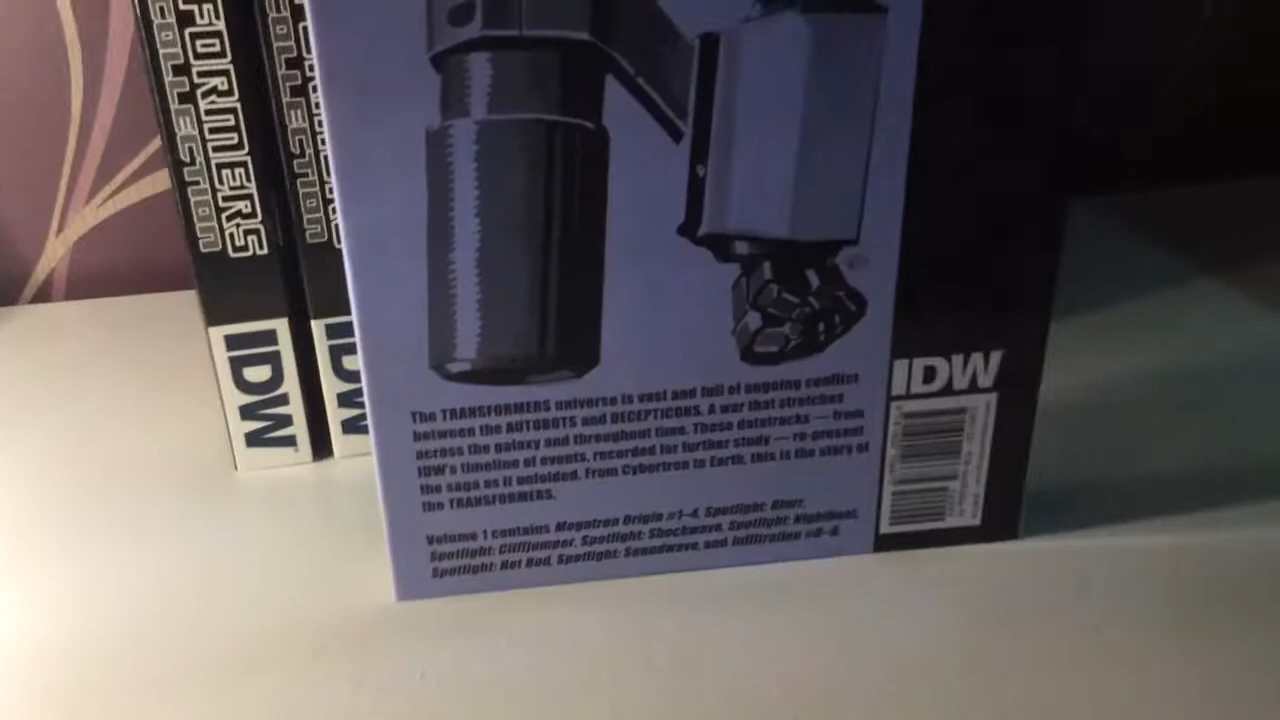 FORMERS
COLLECTION
COLLECTION
IDW
IDW
The TRANSFORMERS universe is vast and full of ongoing conflict
between the AUTOBOTS and DECEPTICONS. A war that stretched
across the galaxy and throughout time. These datatracks — from
IDW's timeline of events, recorded for further study — re-present
the saga as it unfolded. From Cybertron to Earth, this is the story of
the TRANSFORMERS.
Volume 1 contains Megatron Origin #1–4, Spotlight: Blurr,
Spotlight: Cliffjumper, Spotlight: Shockwave, Spotlight: Nightbeat,
Spotlight: Hot Rod, Spotlight: Soundwave, and Infiltration #0–6.
IDW